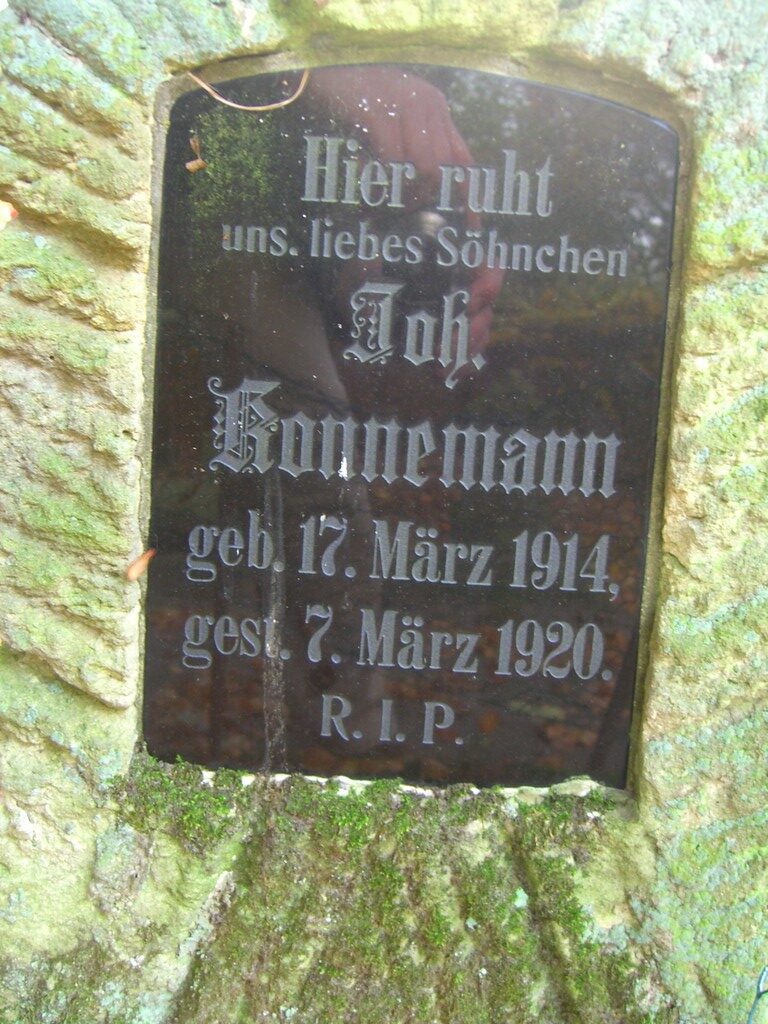 Hier ruht
uns. liebes Söhnchen
Joh.
Konnemann
geb. 17. März 1914,
gest. 7. März 1920.
R. I. P.